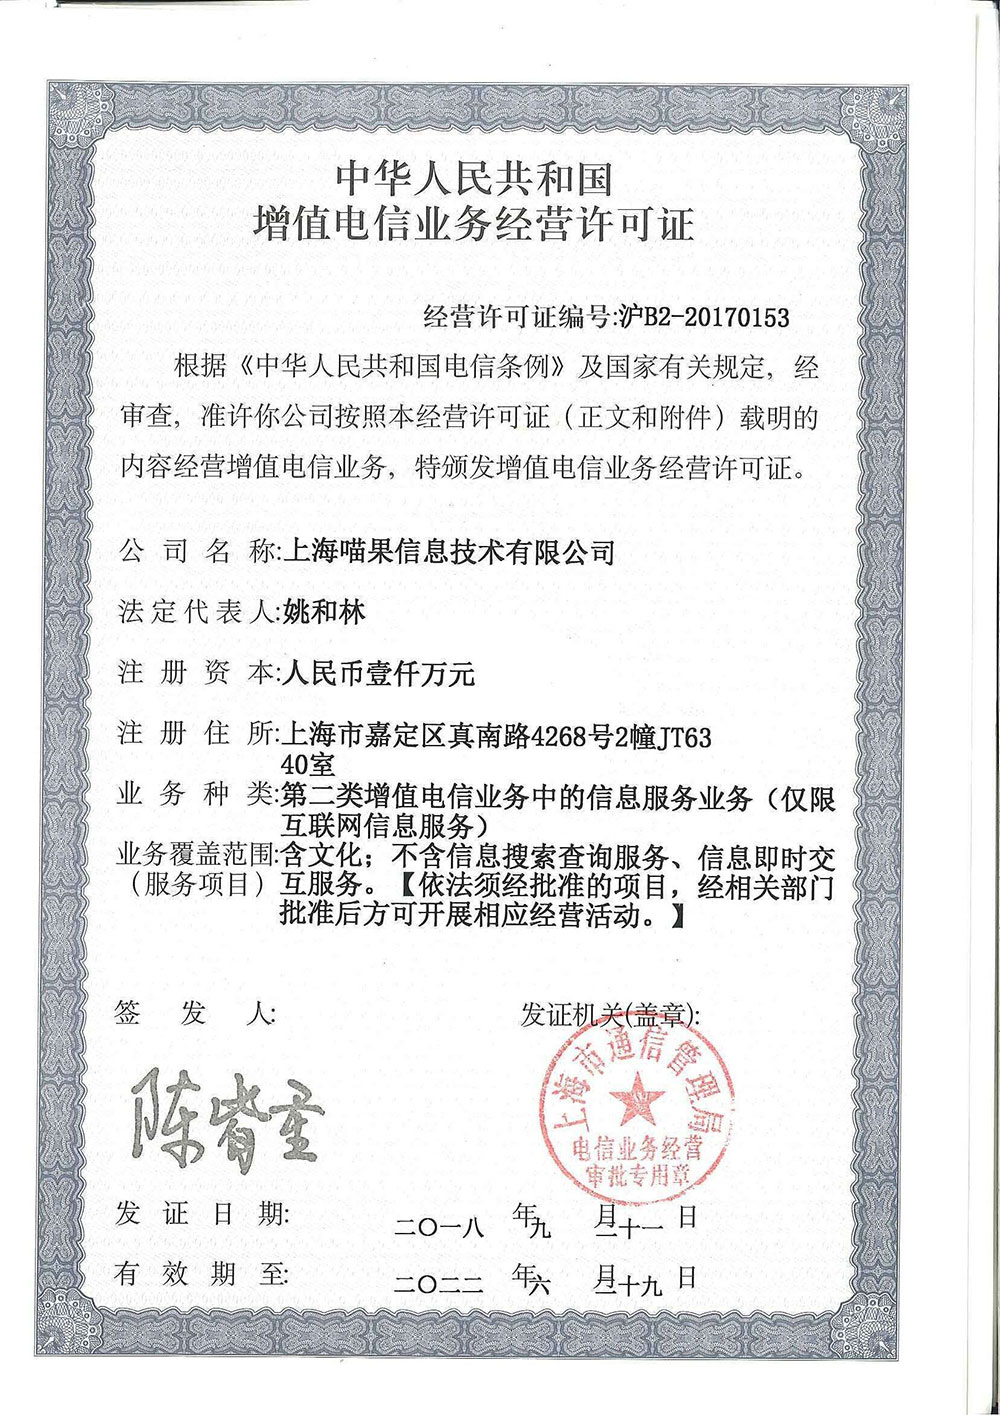 中华人民共和国
增值电信业务经营许可证
经营许可证编号:沪B2-20170153
根据《中华人民共和国电信条例》及国家有关规定，经
审查，准许你公司按照本经营许可证（正文和附件）载明的
内容经营增值电信业务，特颁发增值电信业务经营许可证。
公司名称:上海喵果信息技术有限公司
法定代表人:姚和林
注册资本:人民币壹仟万元
注册住所:上海市嘉定区真南路4268号2幢JT63
40室
业务种类:第二类增值电信业务中的信息服务业务（仅限
互联网信息服务）
业务覆盖范围:含文化；不含信息搜索查询服务、信息即时交
（服务项目）互服务。【依法须经批准的项目，经相关部门
批准后方可开展相应经营活动。】
签发人: 发证机关(盖章):
上海市通信管理局
电信业务经营
审批专用章
发证日期: 二〇一八年九月二十一日
有效期至: 二〇二二年六月二十九日